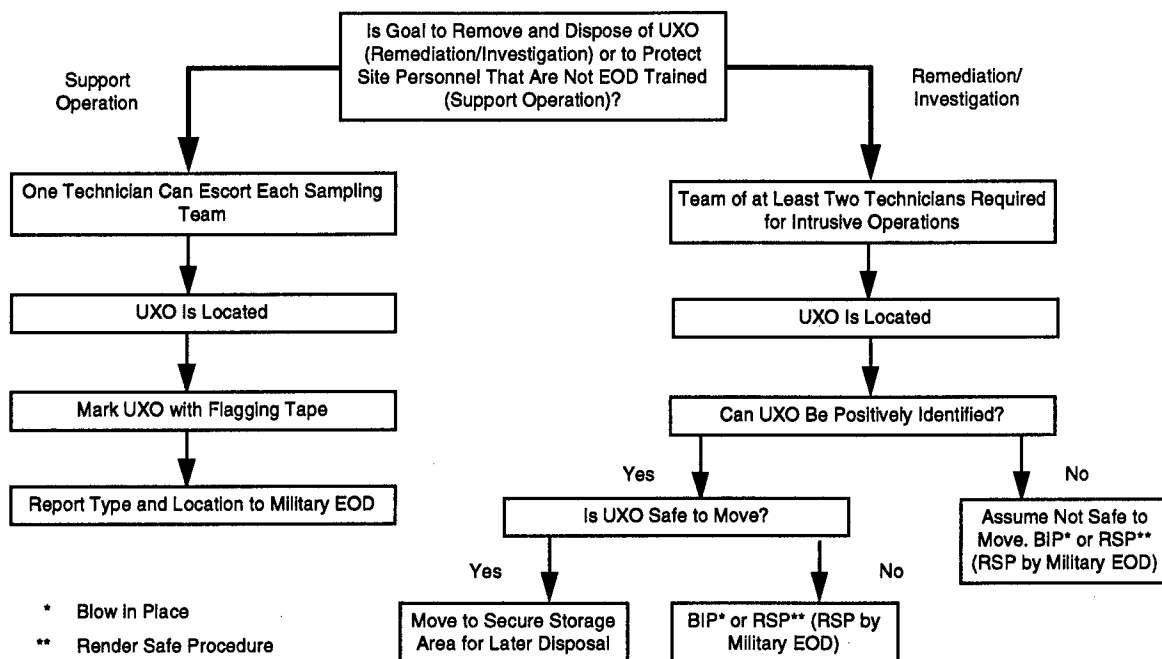 Is Goal to Remove and Dispose of UXO
(Remediation/Investigation) or to Protect
Site Personnel That Are Not EOD Trained
(Support Operation)?
Support
Operation
Remediation/
Investigation
One Technician Can Escort Each Sampling
Team
UXO Is Located
Mark UXO with Flagging Tape
Report Type and Location to Military EOD
Team of at Least Two Technicians Required
for Intrusive Operations
UXO Is Located
Can UXO Be Positively Identified?
Yes
No
Is UXO Safe to Move?
Assume Not Safe to
Move. BIP* or RSP**
(RSP by Military EOD)
Yes
No
Move to Secure Storage
Area for Later Disposal
BIP* or RSP** (RSP by
Military EOD)
* Blow in Place
** Render Safe Procedure